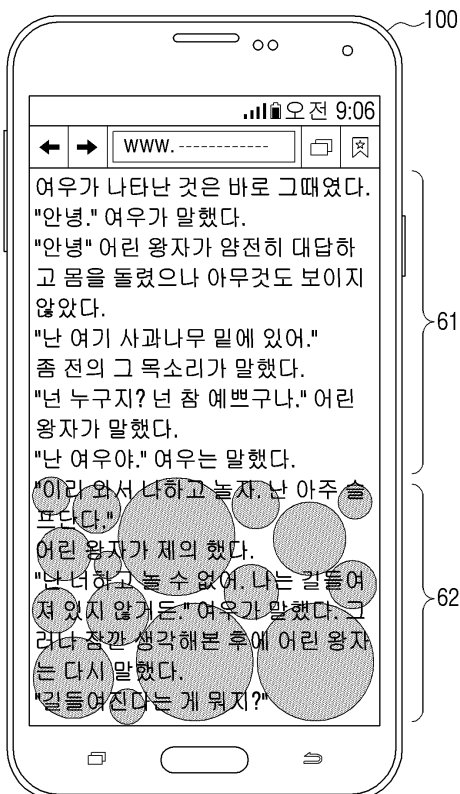 100
오전 9:06
WWW. ------------
여우가 나타난 것은 바로 그때였다.
"안녕." 여우가 말했다.
"안녕" 어린 왕자가 얌전히 대답하
고 몸을 돌렸으나 아무것도 보이지
않았다.
"난 여기 사과나무 밑에 있어."
좀 전의 그 목소리가 말했다.
"넌 누구지? 넌 참 예쁘구나." 어린
왕자가 말했다.
"난 여우야." 여우는 말했다.
61
"이리 와서 나하고 놀자. 난 아주 슬
프단다."
어린 왕자가 제의 했다.
"난 너하고 놀 수 없어. 나는 길들여
져 있지 않거든." 여우가 말했다. 그
러나 잠깐 생각해본 후에 어린 왕자
는 다시 말했다.
"길들여진다는 게 뭐지?"
62